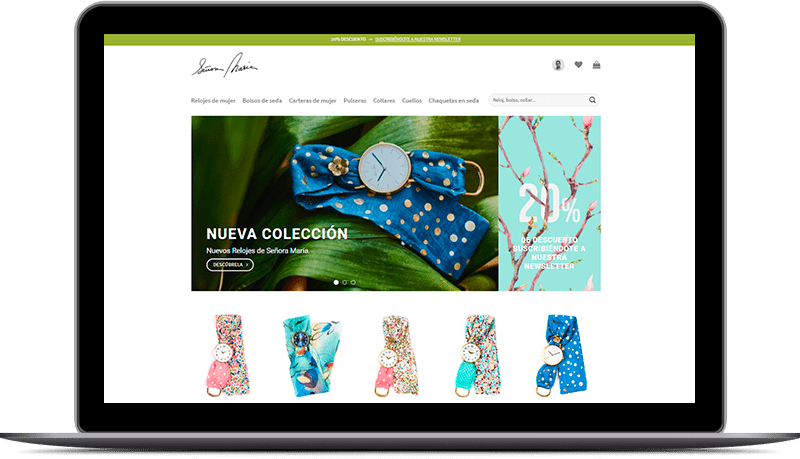 20% DESCUENTO → SUSCRIBIÉNDOTE A NUESTRA NEWSLETTER
Señora María
Relojes de mujer Bolsos de seda Carteras de mujer Pulseras Collares Cuellos Chaquetas en seda Reloj, bolso, collar...
NUEVA COLECCIÓN
Nuevos Relojes de Señora María.
DESCÚBRELA >
20%
DE DESCUENTO
SUSCRIBIÉNDOTE A
NUESTRA
NEWSLETTER